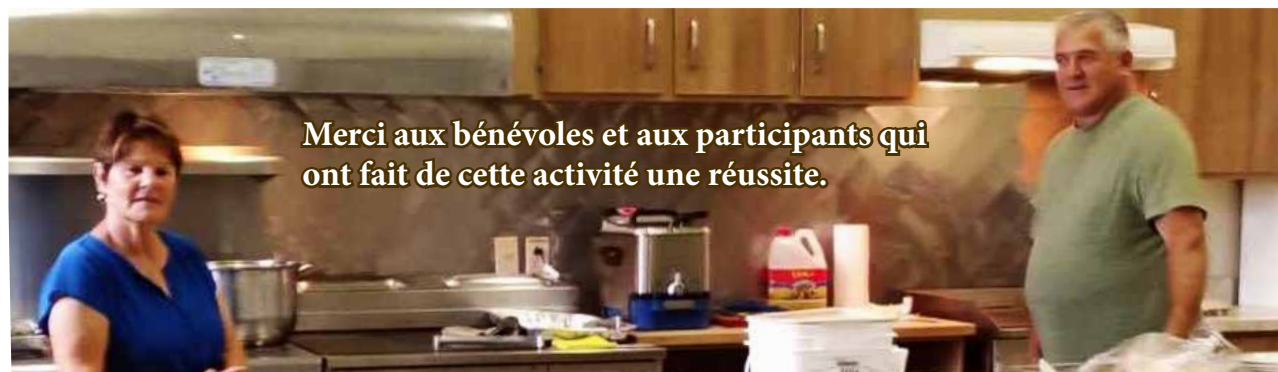 Merci aux bénévoles et aux participants qui
ont fait de cette activité une réussite.